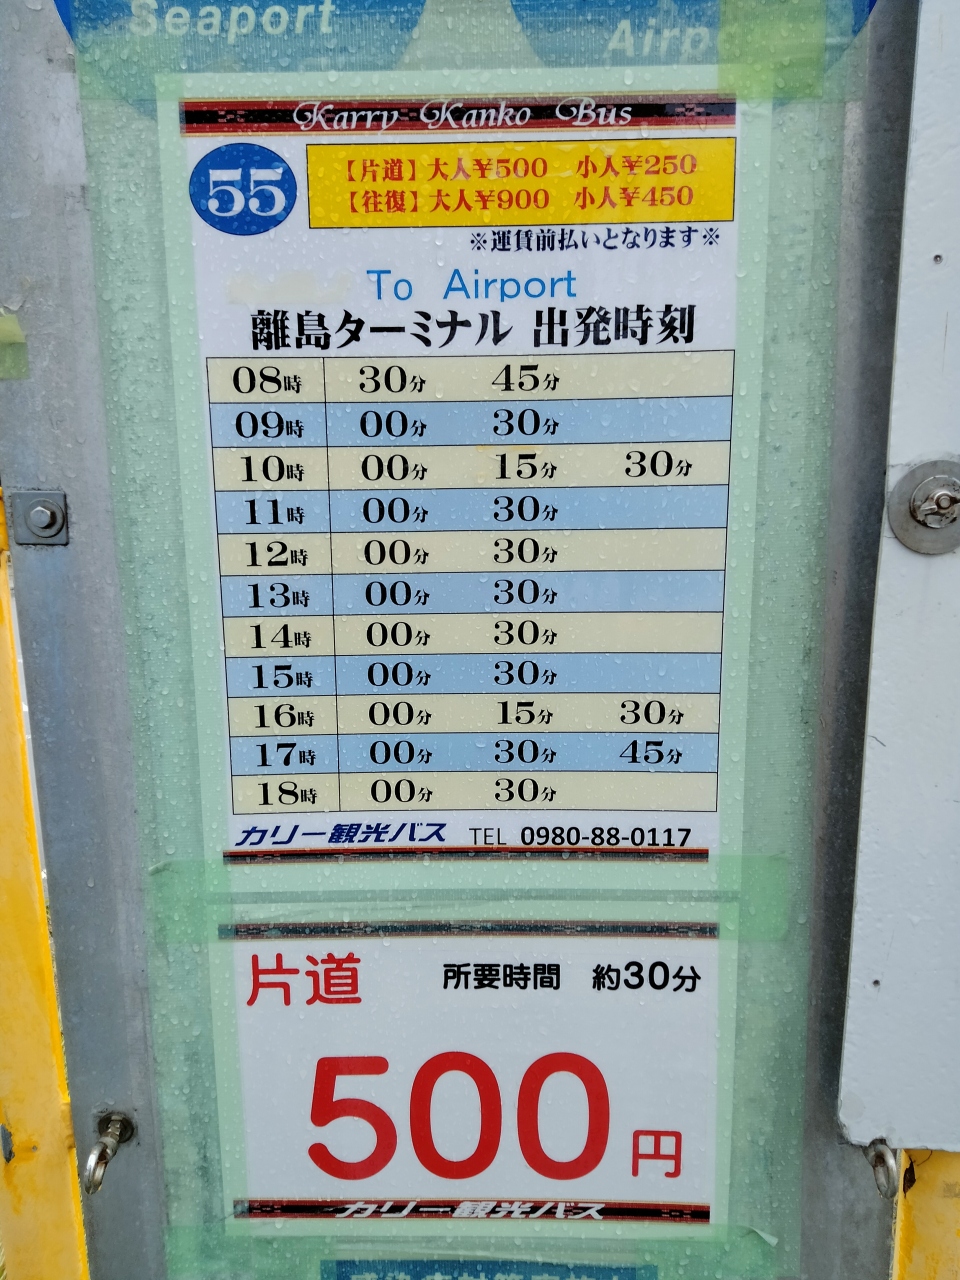 Seaport
Airp
Karry Kanko Bus
55
【片道】大人¥500 小人¥250
【往復】大人¥900 小人¥450
※運賃前払いとなります※
To Airport
離島ターミナル 出発時刻
08時 30分 45分
09時 00分 30分
10時 00分 15分 30分
11時 00分 30分
12時 00分 30分
13時 00分 30分
14時 00分 30分
15時 00分 30分
16時 00分 15分 30分
17時 00分 30分 45分
18時 00分 30分
カリー観光バス TEL 0980-88-0117
片道 所要時間 約30分
500円
カリー観光バス